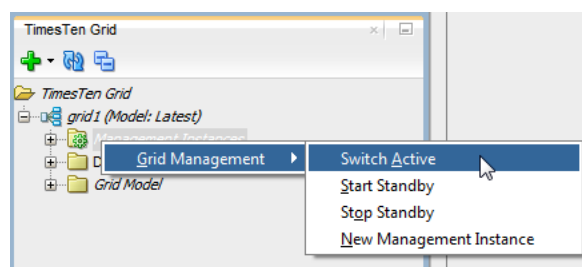 TimesTen Grid
TimesTen Grid
grid1 (Model: Latest)
Management Instances
D
Grid Model
Grid Management
Switch Active
Start Standby
Stop Standby
New Management Instance